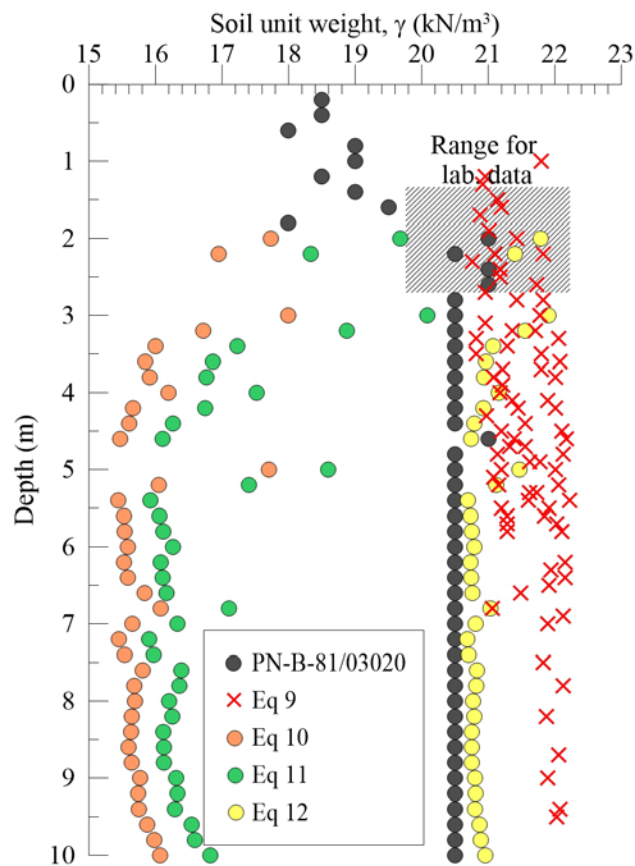 Soil unit weight, γ (kN/m³)
15 16 17 18 19 20 21 22 23
0
Range for
lab. data
1
2
3
4
5
6
7
8
9
10
Depth (m)
PN-B-81/03020
Eq 9
Eq 10
Eq 11
Eq 12